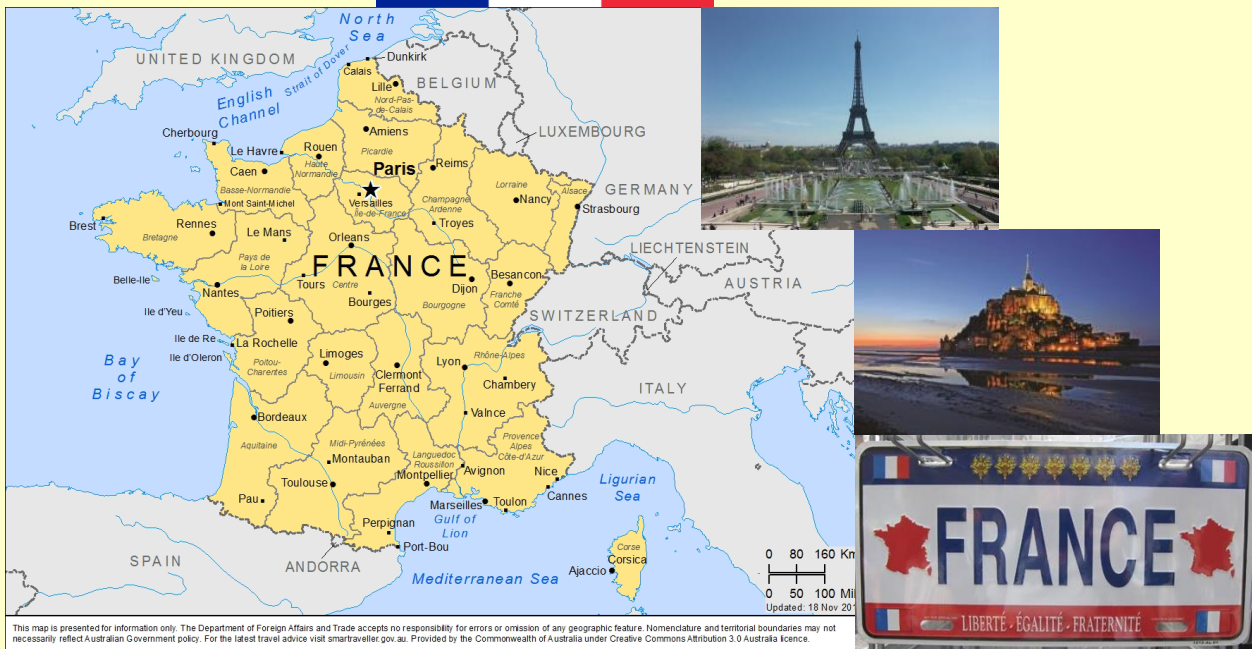 North
Sea
UNITED KINGDOM
Strait of Dover
Dunkirk
Calais
Lille
BELGIUM
Nord-Pas-
de-Calais
English
Channel
Cherbourg
Amiens
LUXEMBOURG
Le Havre
Rouen
Picardie
Haute
Normandie
Paris
Reims
Caen
Basse-Normandie
Versailles
Île-de-France
Champagne
Ardenne
Lorraine
Alsace
GERMANY
Nancy
Strasbourg
Mont Saint-Michel
Brest
Rennes
Bretagne
Le Mans
Troyes
Orleans
Pays de
la Loire
FRANCE
LIECHTENSTEIN
Belle-Ile
Nantes
Tours
Centre
Bourges
Dijon
Besancon
Bourgogne
Franche
Comté
AUSTRIA
Ile d'Yeu
Poitiers
SWITZERLAND
Ile de Re
La Rochelle
Ile d'Oleron
Bay
of
Biscay
Poitou-
Charentes
Limoges
Limousin
Clermont
Ferrand
Auvergne
Lyon
Rhône-Alpes
Chambery
ITALY
Bordeaux
Valnce
Aquitaine
Midi-Pyrénées
Montauban
Languedoc
Roussillon
Provence
Alpes
Côte-d'Azur
Toulouse
Montpellier
Avignon
Nice
Cannes
Ligurian
Sea
Pau
Marseilles
Toulon
Gulf of
Lion
Perpignan
Port-Bou
SPAIN
ANDORRA
Mediterranean Sea
Corse
Corsica
Ajaccio
0 80 160 Km
0 50 100 Mil
Updated: 18 Nov 201
This map is presented for information only. The Department of Foreign Affairs and Trade accepts no responsibility for errors or omission of any geographic feature. Nomenclature and territorial boundaries may not
necessarily reflect Australian Government policy. For the latest travel advice visit smartraveller.gov.au. Provided by the Commonwealth of Australia under Creative Commons Attribution 3.0 Australia licence.
FRANCE
LIBERTÉ - ÉGALITÉ - FRATERNITÉ